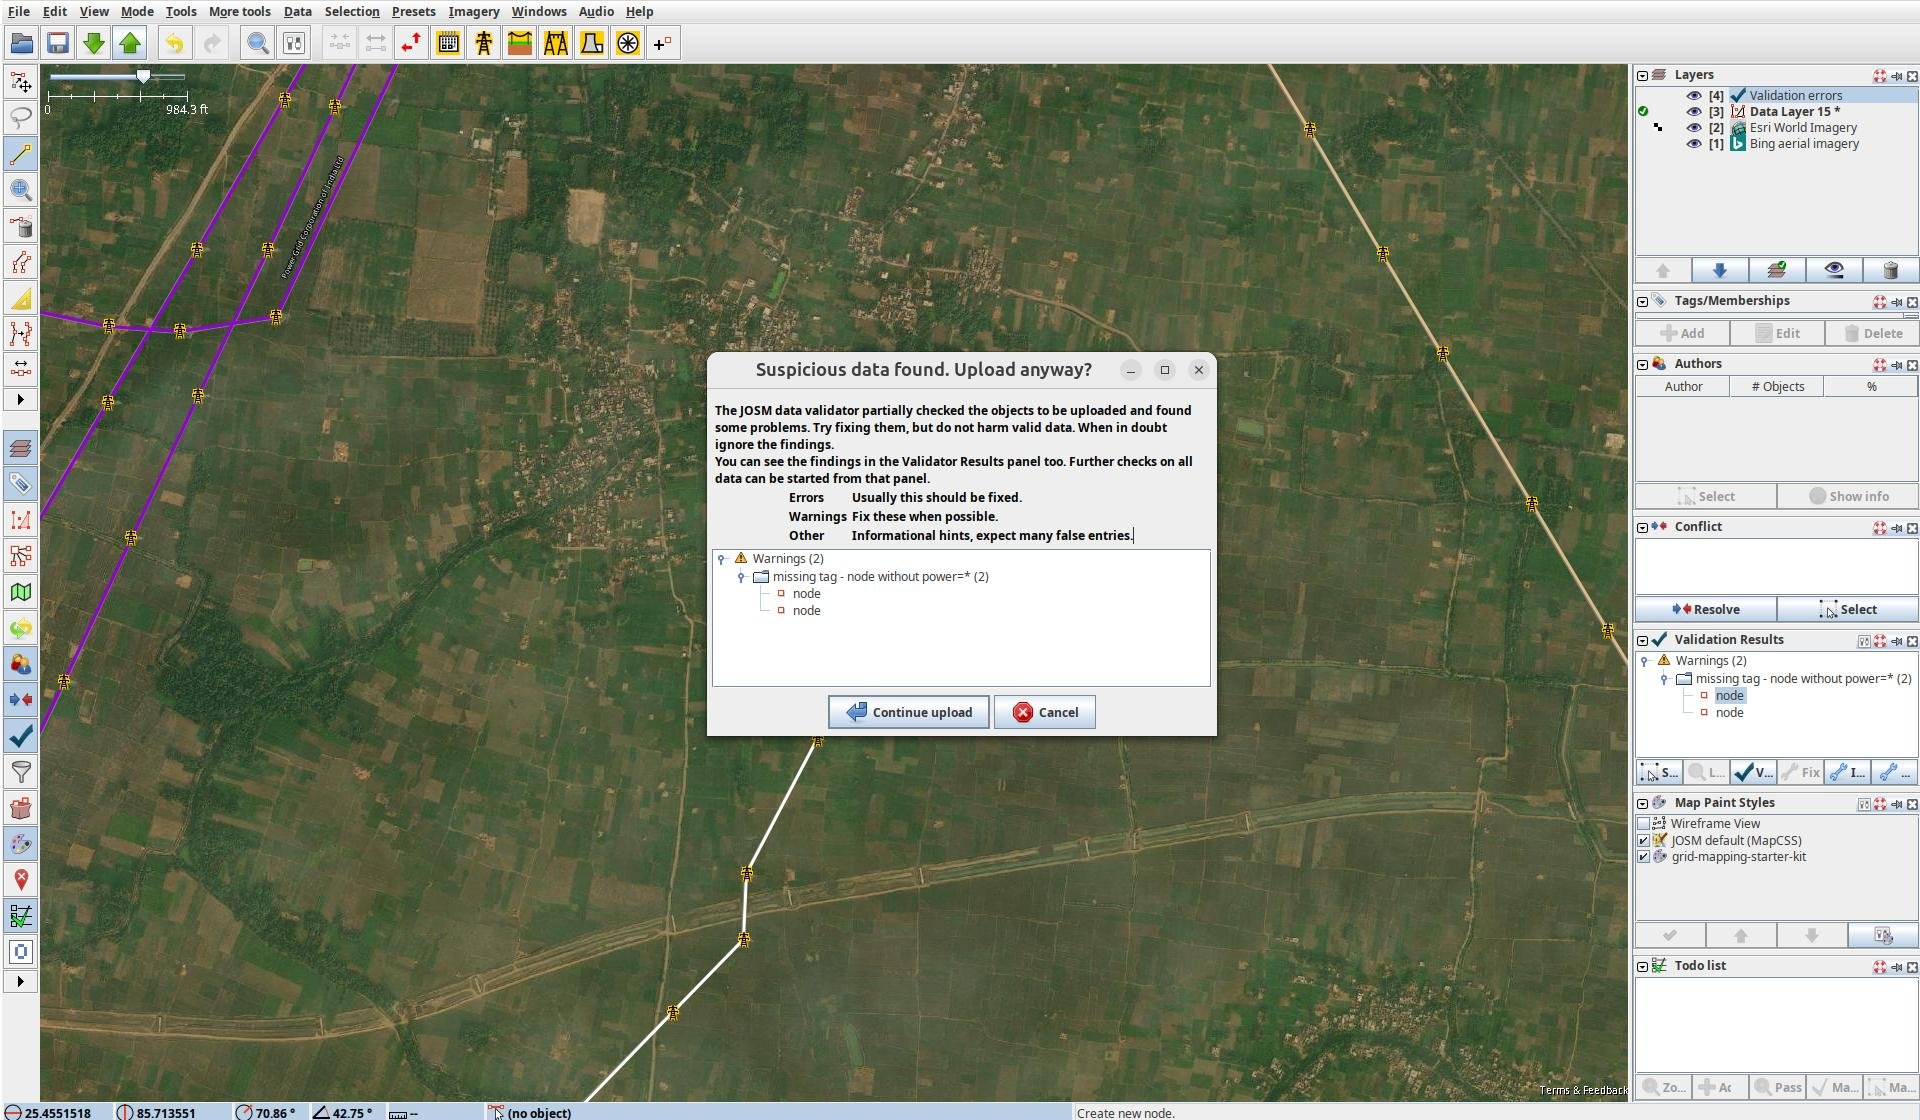 File Edit View Mode Tools More tools Data Selection Presets Imagery Windows Audio Help
0 984.3 ft
Power Grid Corporation of India Ltd
Suspicious data found. Upload anyway?
The JOSM data validator partially checked the objects to be uploaded and found
some problems. Try fixing them, but do not harm valid data. When in doubt
ignore the findings.
You can see the findings in the Validator Results panel too. Further checks on all
data can be started from that panel.
Errors Usually this should be fixed.
Warnings Fix these when possible.
Other Informational hints, expect many false entries.
Warnings (2)
missing tag - node without power=* (2)
node
node
Continue upload Cancel
Terms & Feedback
Layers
[4] Validation errors
[3] Data Layer 15 *
[2] Esri World Imagery
[1] Bing aerial imagery
Tags/Memberships
Add Edit Delete
Authors
Author # Objects %
Select Show info
Conflict
Resolve Select
Validation Results
Warnings (2)
missing tag - node without power=* (2)
node
node
S... L... V... Fix I... ...
Map Paint Styles
Wireframe View
JOSM default (MapCSS)
grid-mapping-starter-kit
Todo list
Zo... Ac Pass Ma... Ma...
25.4551518 85.713551 70.86 ° 42.75 ° -- (no object) Create new node.